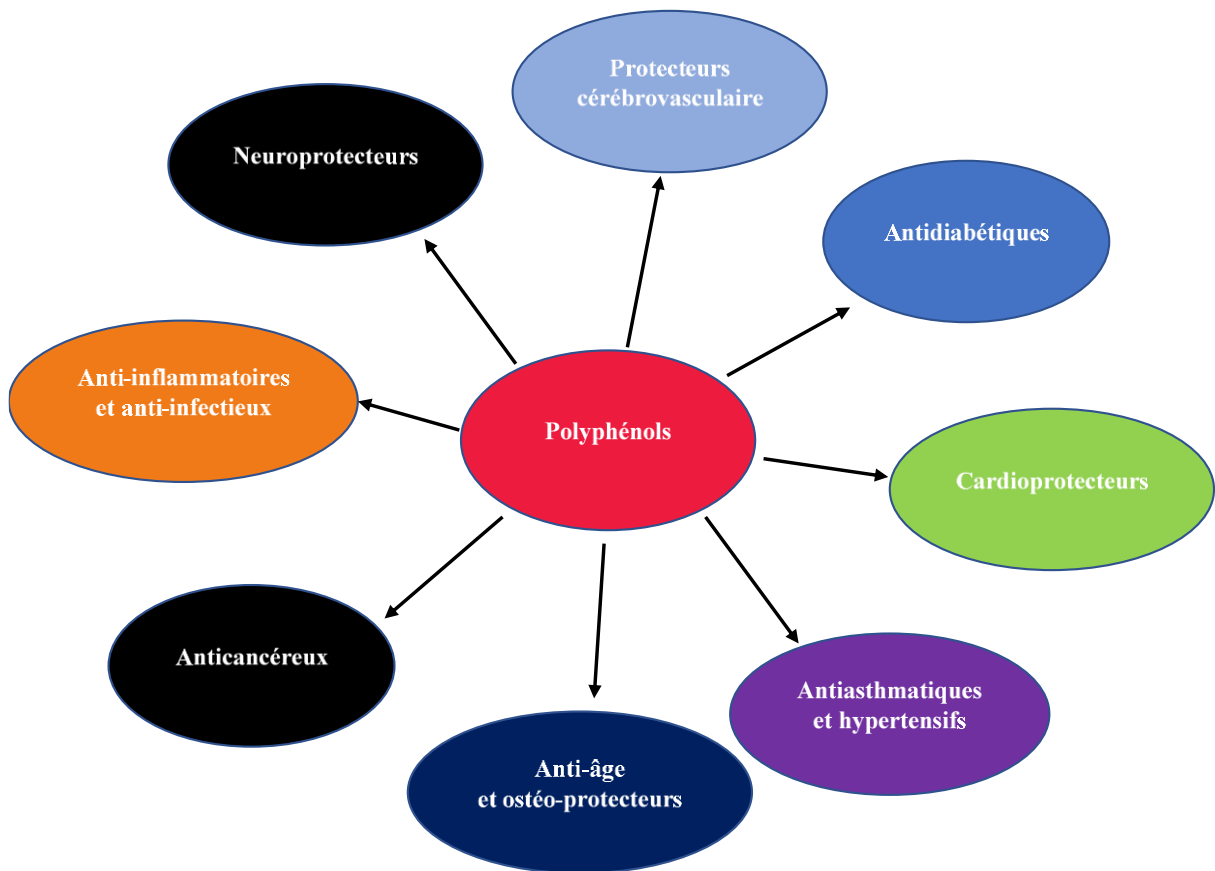 Protecteurs
cérébrovasculaire
Neuroprotecteurs
Antidiabétiques
Anti-inflammatoires
et anti-infectieux
Polyphénols
Cardioprotecteurs
Anticancéreux
Antiasthmatiques
et hypertensifs
Anti-âge
et ostéo-protecteurs